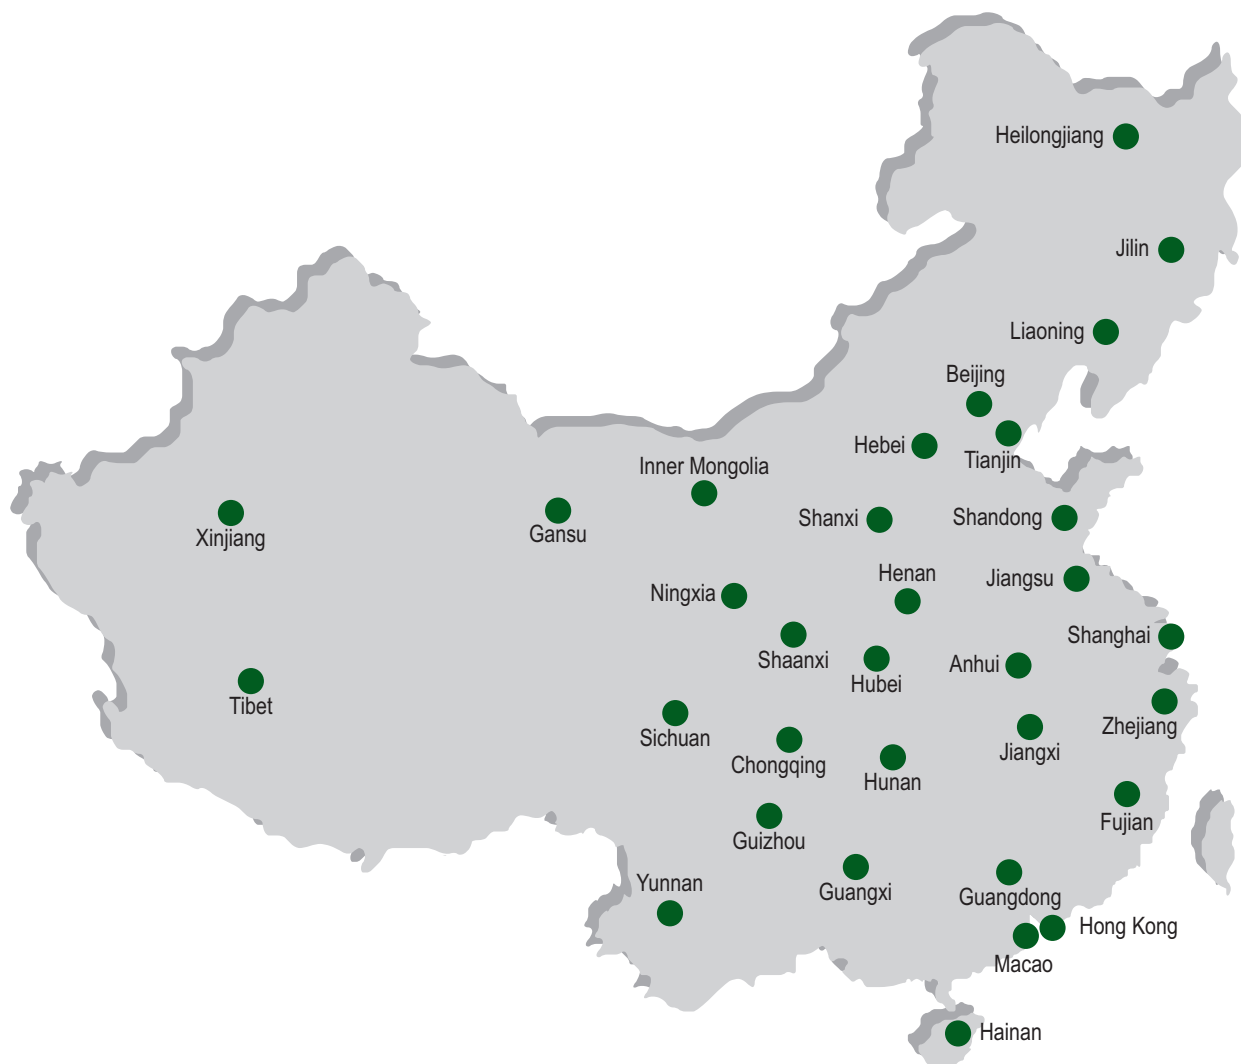 Heilongjiang
Jilin
Liaoning
Beijing
Hebei
Tianjin
Inner Mongolia
Xinjiang
Gansu
Shanxi
Shandong
Henan
Jiangsu
Ningxia
Shanghai
Shaanxi
Anhui
Hubei
Tibet
Sichuan
Zhejiang
Chongqing
Jiangxi
Hunan
Fujian
Guizhou
Yunnan
Guangxi
Guangdong
Hong Kong
Macao
Hainan